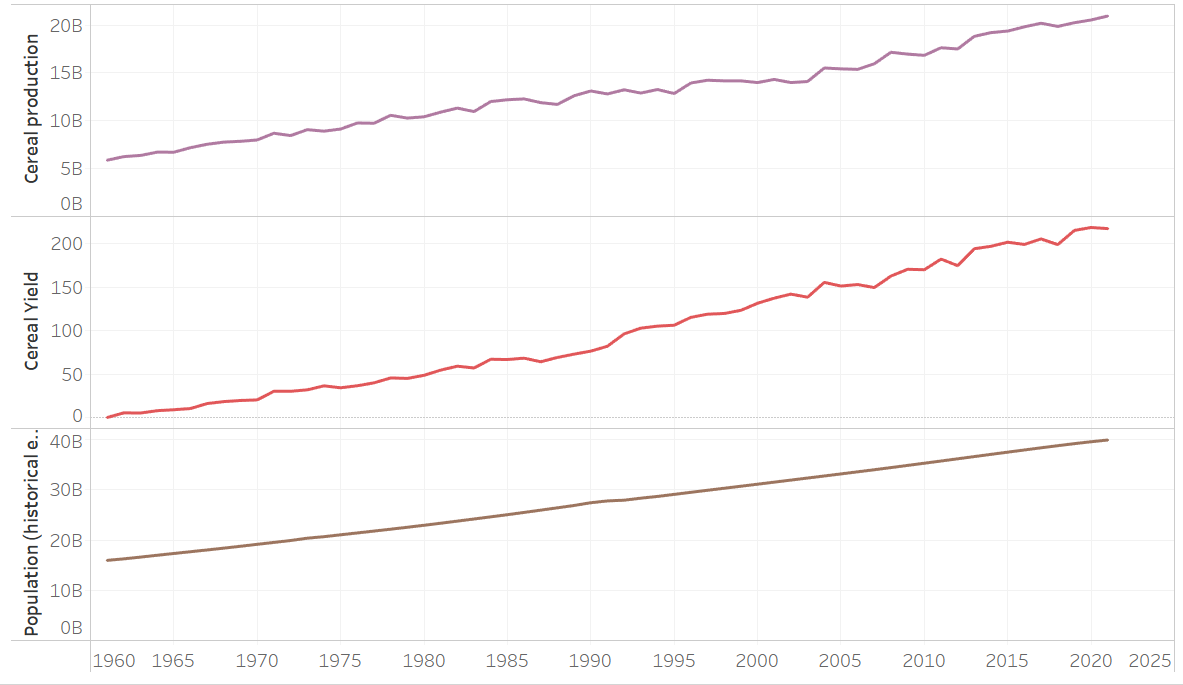 Cereal production
20B
15B
10B
5B
0B
Cereal Yield
200
150
100
50
0
Population (historical e..
40B
30B
20B
10B
0B
1960 1965 1970 1975 1980 1985 1990 1995 2000 2005 2010 2015 2020 2025